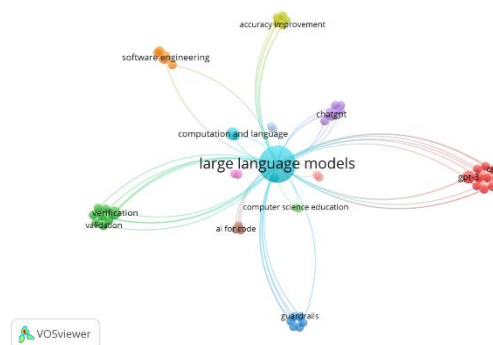 accuracy improvement
software engineering
chatgpt
computation and language
large language models
gpt-3
computer science education
verification
validation
ai for code
guardrails
VOSviewer